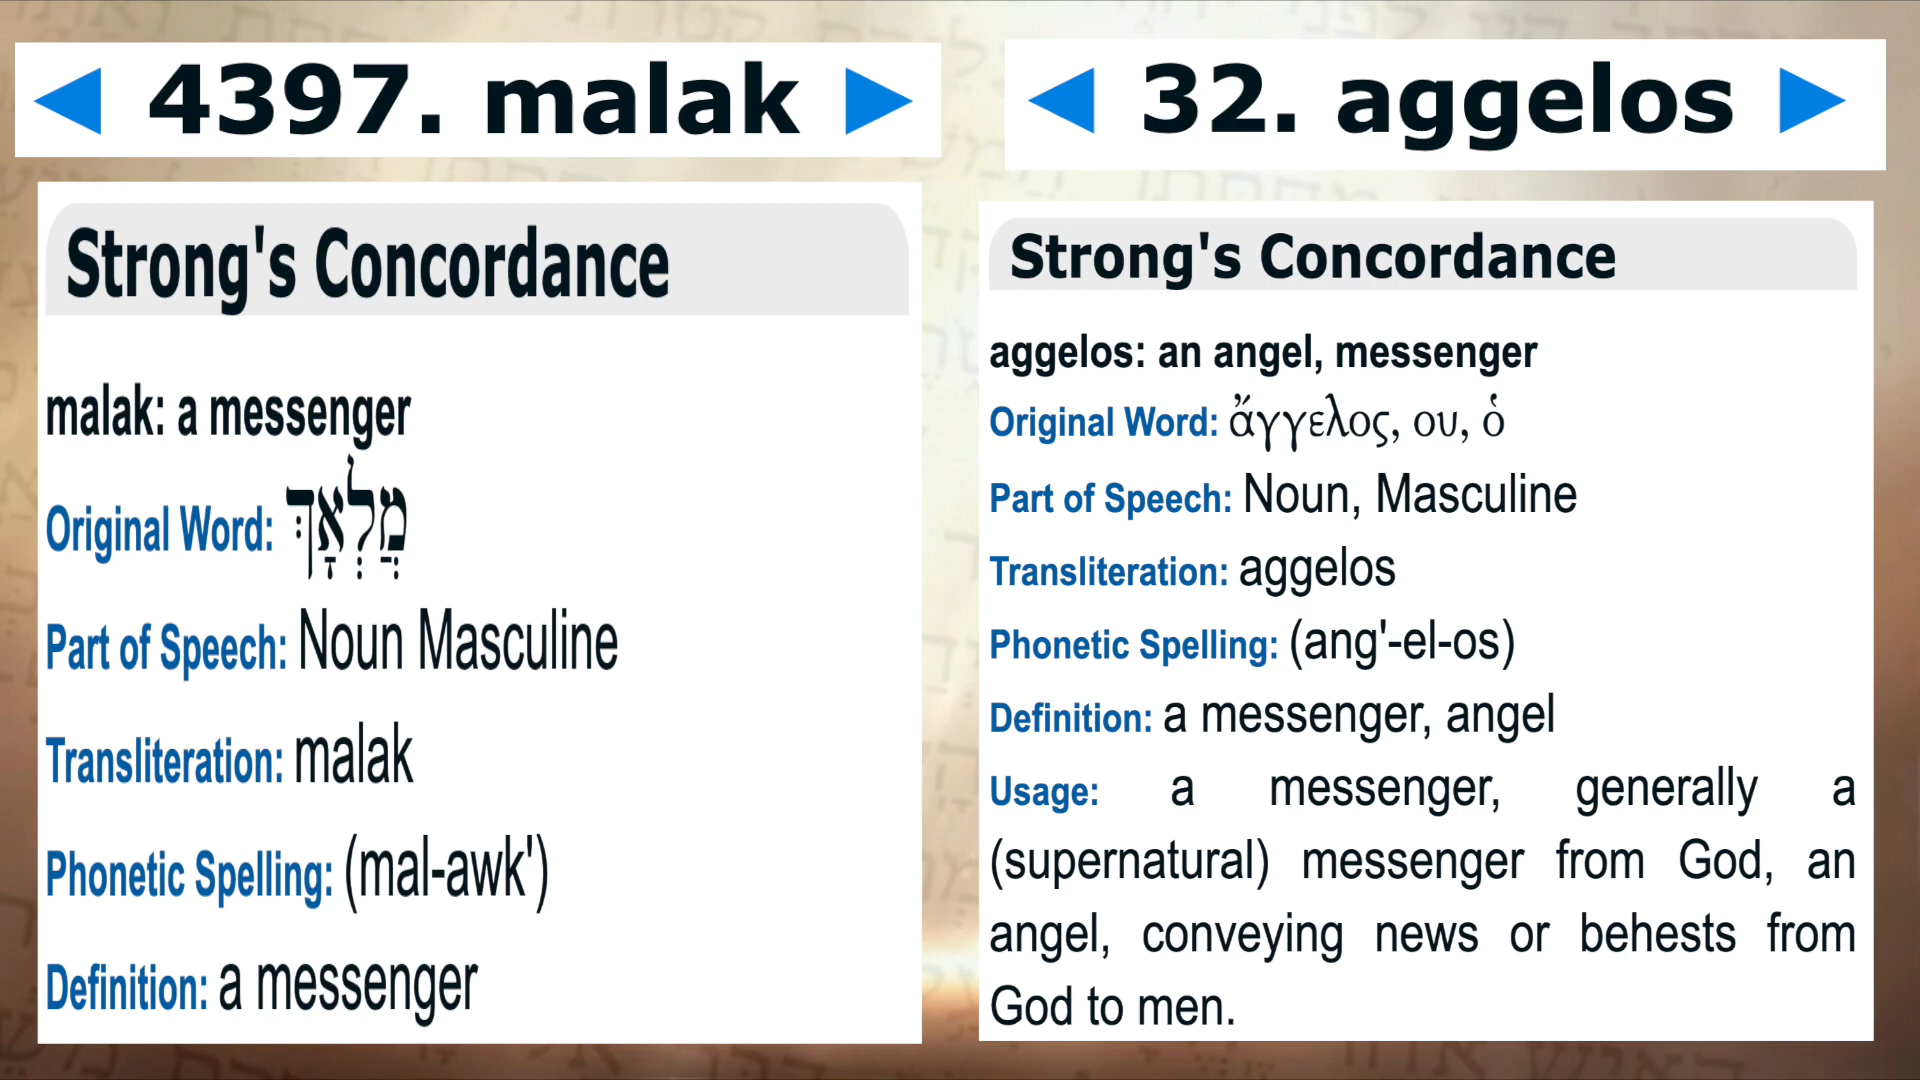 4397. malak
Strong's Concordance
malak: a messenger
Original Word: מֲלְאָךְ
Part of Speech: Noun Masculine
Transliteration: malak
Phonetic Spelling: (mal-awk')
Definition: a messenger
32. aggelos
Strong's Concordance
aggelos: an angel, messenger
Original Word: ἄγγελος, ου, ὁ
Part of Speech: Noun, Masculine
Transliteration: aggelos
Phonetic Spelling: (ang'-el-os)
Definition: a messenger, angel
Usage: a messenger, generally a
(supernatural) messenger from God, an
angel, conveying news or behests from
God to men.